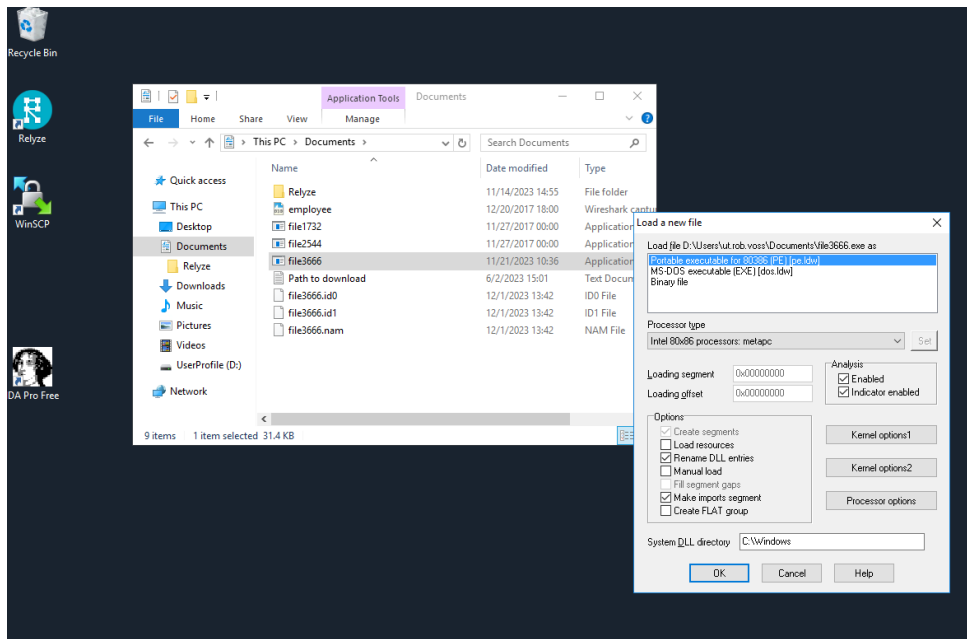 Recycle Bin
Relyze
WinSCP
DA Pro Free
Application Tools
Documents
File
Home
Share
View
Manage
This PC
Documents
Search Documents
Name
Date modified
Type
Quick access
This PC
Desktop
Documents
Relyze
Downloads
Music
Pictures
Videos
UserProfile (D:)
Network
Relyze 11/14/2023 14:55 File folder
employee 12/20/2017 18:00 Wireshark captu
file1732 11/27/2017 00:00 Application
file2544 11/27/2017 00:00 Application
file3666 11/21/2023 10:36 Application
Path to download 6/2/2023 15:01 Text Docum
file3666.id0 12/1/2023 13:42 ID0 File
file3666.id1 12/1/2023 13:42 ID1 File
file3666.nam 12/1/2023 13:42 NAM File
9 items 1 item selected 31.4 KB
Load a new file
Load file D:\Users\ut.rob.voss\Documents\file3666.exe as
Portable executable for 80386 (PE) [pe.ldw]
MS-DOS executable (EXE) [dos.ldw]
Binary file
Processor type
Intel 80x86 processors: metapc
Set
Loading segment 0x00000000
Loading offset 0x00000000
Analysis
Enabled
Indicator enabled
Options
Create segments
Load resources
Rename DLL entries
Manual load
Fill segment gaps
Make imports segment
Create FLAT group
Kernel options1
Kernel options2
Processor options
System DLL directory C:\Windows
OK
Cancel
Help